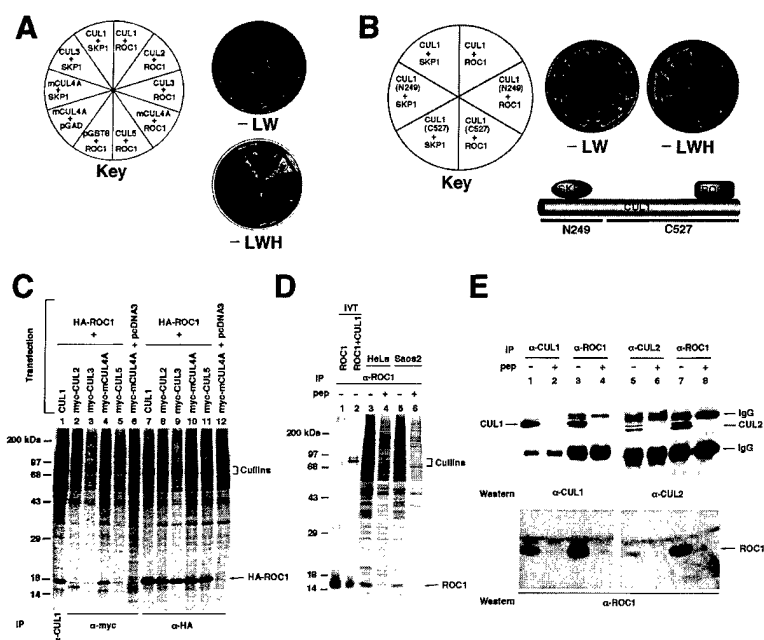 A
CUL1 + SKP1
CUL1 + ROC1
CUL2 + ROC1
CUL3 + ROC1
mCUL4A + ROC1
CUL5 + ROC1
pGBT8 + ROC1
mCUL4A + pGAD
mCUL4A + SKP1
CUL3 + SKP1
Key
– LW
– LWH
B
CUL1 + SKP1
CUL1 + ROC1
CUL1 (N249) + ROC1
CUL1 (C527) + ROC1
CUL1 (C527) + SKP1
CUL1 (N249) + SKP1
Key
– LW
– LWH
CUL1
N249
C527
C
Transfection
HA-ROC1 +
HA-ROC1 +
CUL1
myc-CUL2
myc-CUL3
myc-mCUL4A
myc-CUL5
myc-mCUL4A + pcDNA3
CUL1
myc-CUL2
myc-CUL3
myc-mCUL4A
myc-CUL5
myc-mCUL4A + pcDNA3
1 2 3 4 5 6 7 8 9 10 11 12
200 kDa
97
68
43
29
18
14
Cullins
HA-ROC1
IP
α-CUL1
α-myc
α-HA
D
IVT
ROC1
ROC1+CUL1
HeLa
Saos2
IP
α-ROC1
pep
– + – +
1 2 3 4 5 6
200 kDa
97
68
43
29
18
14
Cullins
ROC1
E
IP
α-CUL1
α-ROC1
α-CUL2
α-ROC1
pep
– + – + – + – +
1 2 3 4 5 6 7 8
CUL1
IgG
CUL2
IgG
Western
α-CUL1
α-CUL2
ROC1
Western
α-ROC1